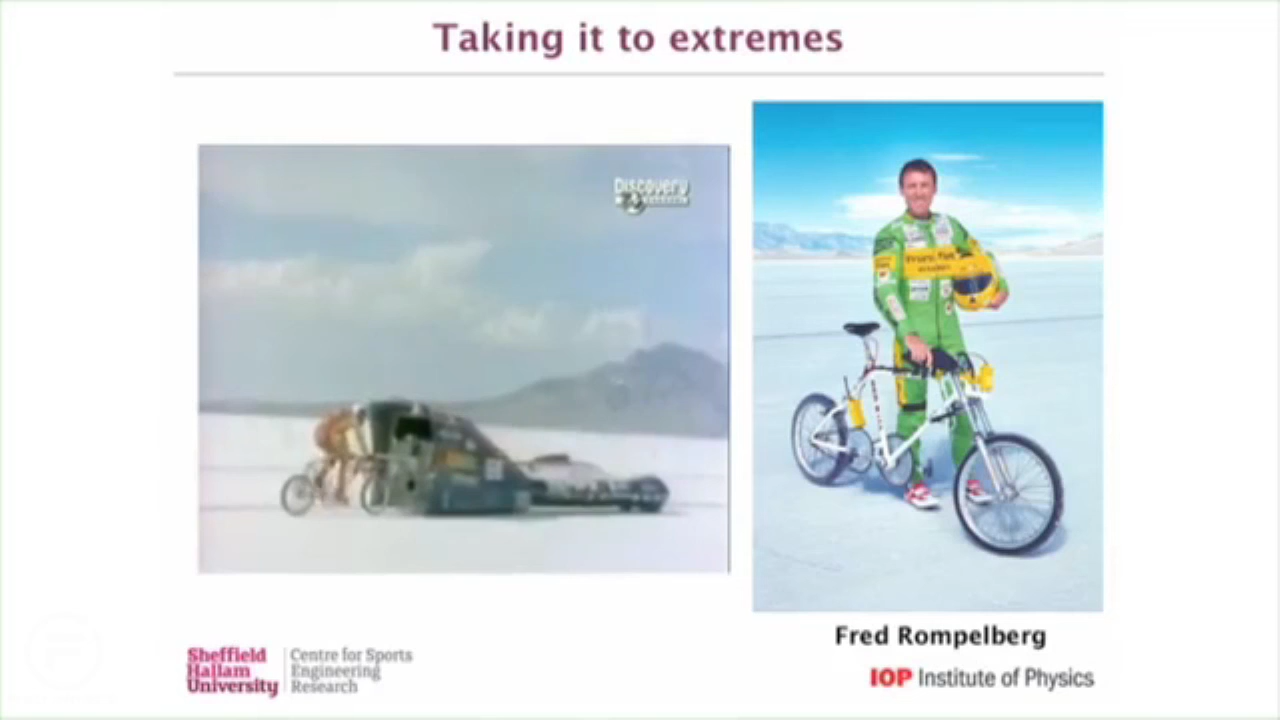 Taking it to extremes
Discovery
Fred Rompelberg
Sheffield
Hallam
University
Centre for Sports
Engineering
Research
IOP Institute of Physics